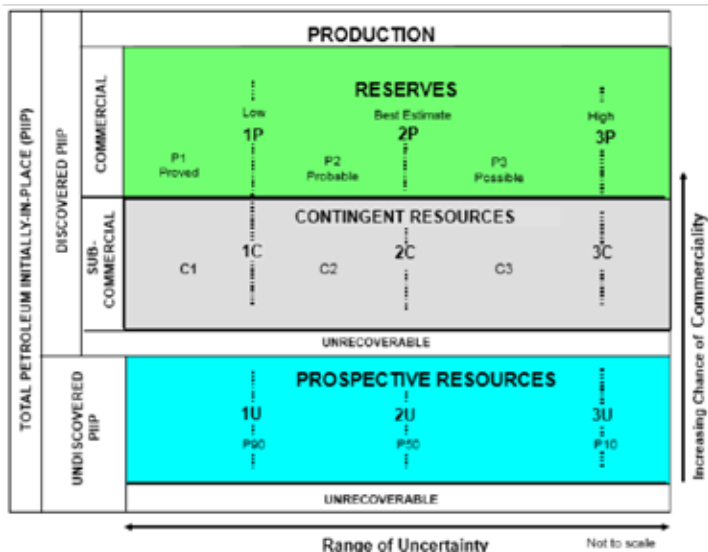 PRODUCTION
RESERVES
Low
Best Estimate
High
1P
2P
3P
P1
Proved
P2
Probable
P3
Possible
CONTINGENT RESOURCES
1C
2C
3C
C1
C2
C3
UNRECOVERABLE
PROSPECTIVE RESOURCES
1U
2U
3U
P90
P50
P10
UNRECOVERABLE
Range of Uncertainty
Not to scale
TOTAL PETROLEUM INITIALLY-IN-PLACE (PIIP)
DISCOVERED PIIP
UNDISCOVERED
PIIP
COMMERCIAL
SUB-
COMMERCIAL
Increasing Chance of Commerciality